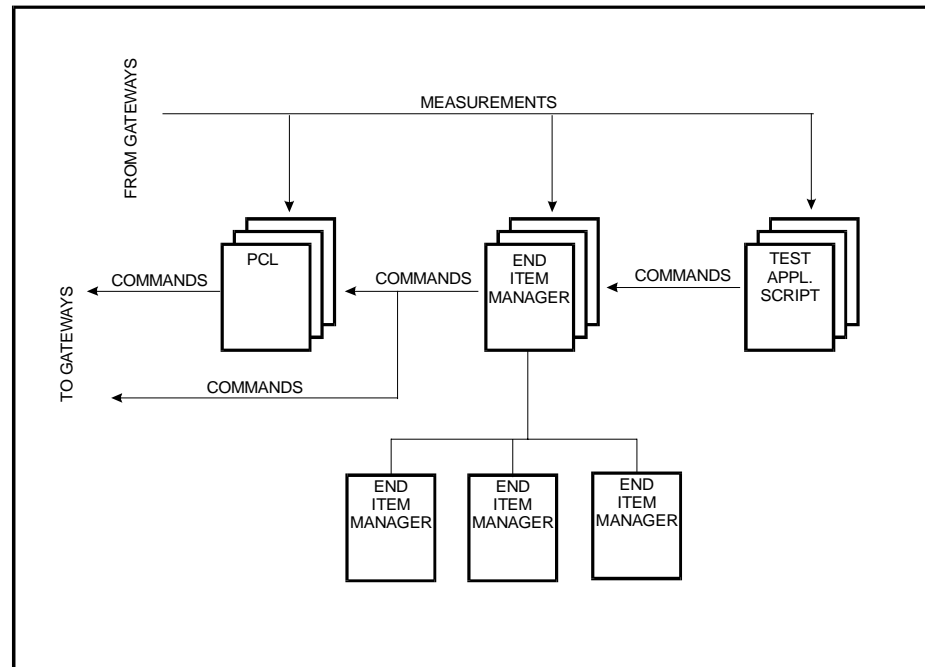 FROM GATEWAYS
MEASUREMENTS
PCL
END
ITEM
MANAGER
TEST
APPL.
SCRIPT
COMMANDS
COMMANDS
COMMANDS
TO GATEWAYS
COMMANDS
END
ITEM
MANAGER
END
ITEM
MANAGER
END
ITEM
MANAGER